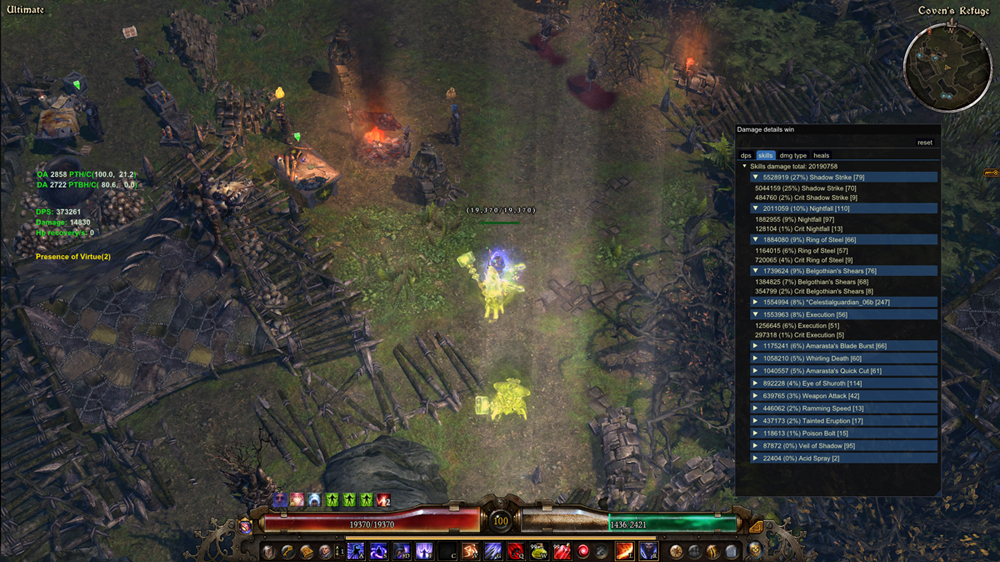 Ultimate
Coven's Refuge
N
OA 2858 PTH/C(100.0, 21.2)
DA 2722 PTBH/C( 80.6, 0.0)
DPS: 373261
Damage: 14830
Hp recovery/s: 0
Presence of Virtue(2)
(19,370/19,370)
Damage details win
reset
dps skills dmg type heals
Skills damage total: 20190758
5528919 (27%) Shadow Strike [79]
5044159 (25%) Shadow Strike [70]
484760 (2%) Crit Shadow Strike [9]
2011059 (10%) Nightfall [110]
1882955 (9%) Nightfall [97]
128104 (1%) Crit Nightfall [13]
1884080 (9%) Ring of Steel [66]
1164015 (6%) Ring of Steel [57]
720065 (4%) Crit Ring of Steel [9]
1739624 (9%) Belgothian's Shears [76]
1384825 (7%) Belgothian's Shears [68]
354799 (2%) Crit Belgothian's Shears [8]
1554994 (8%) "Celestialguardian_06b [247]
1553963 (8%) Execution [56]
1256645 (6%) Execution [51]
297318 (1%) Crit Execution [5]
1175241 (6%) Amarasta's Blade Burst [66]
1058210 (5%) Whirling Death [60]
1040557 (5%) Amarasta's Quick Cut [61]
892228 (4%) Eye of Shuroth [114]
639765 (3%) Weapon Attack [42]
446062 (2%) Ramming Speed [13]
437173 (2%) Tainted Eruption [17]
118613 (1%) Poison Bolt [15]
87872 (0%) Veil of Shadow [95]
22404 (0%) Acid Spray [2]
19370/19370
100
1436/2421